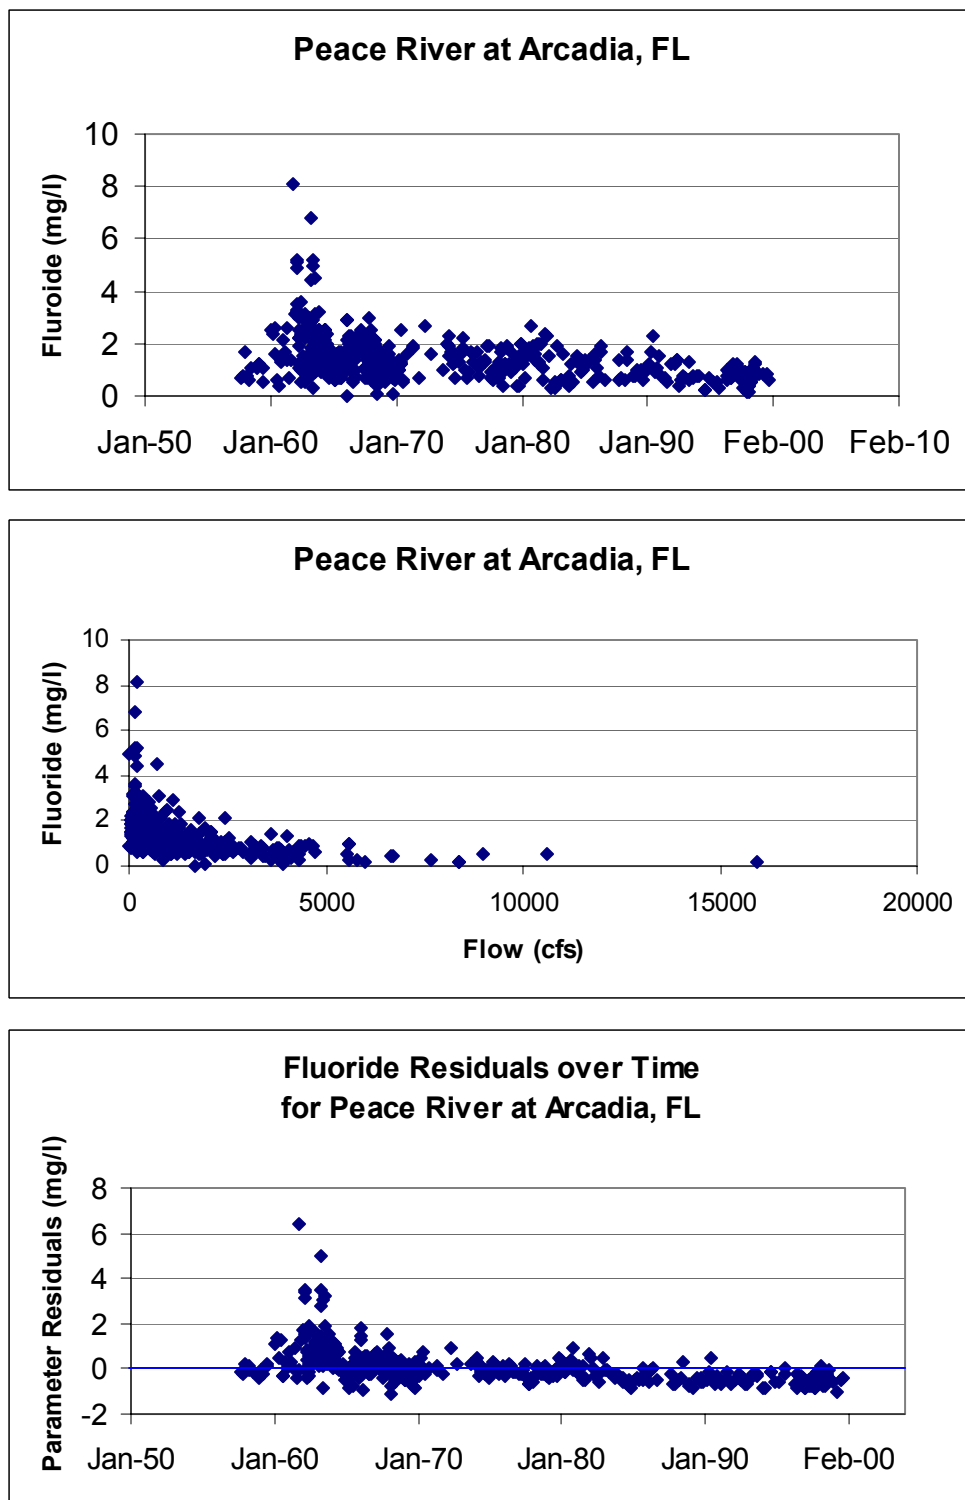 Peace River at Arcadia, FL
Fluroide (mg/l)
10
8
6
4
2
0
Jan-50 Jan-60 Jan-70 Jan-80 Jan-90 Feb-00 Feb-10
Peace River at Arcadia, FL
Fluoride (mg/l)
10
8
6
4
2
0
0 5000 10000 15000 20000
Flow (cfs)
Fluoride Residuals over Time
for Peace River at Arcadia, FL
Parameter Residuals (mg/l)
8
6
4
2
0
-2
Jan-50 Jan-60 Jan-70 Jan-80 Jan-90 Feb-00